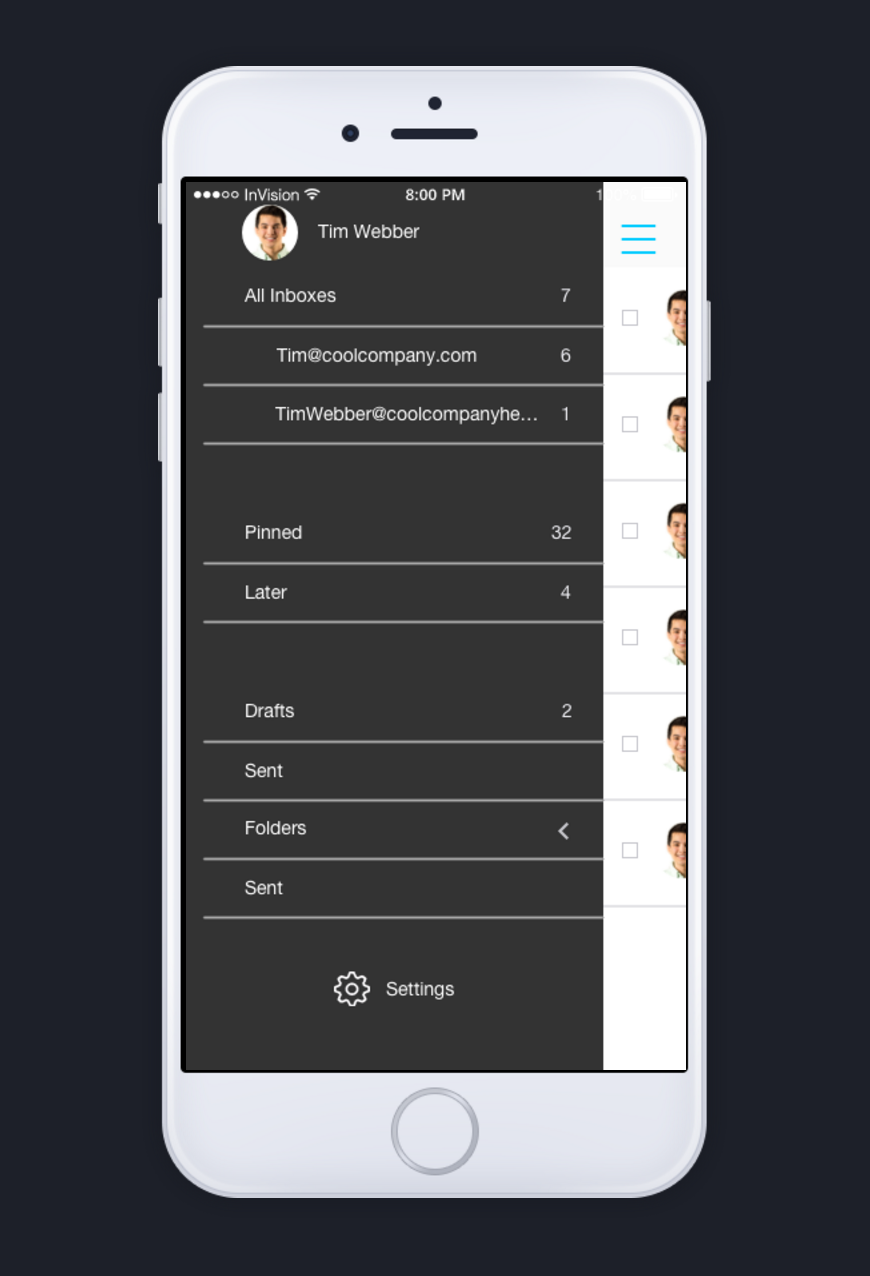 InVision 8:00 PM
Tim Webber
All Inboxes 7
Tim@coolcompany.com 6
TimWebber@coolcompanyhe... 1
Pinned 32
Later 4
Drafts 2
Sent
Folders
Sent
Settings